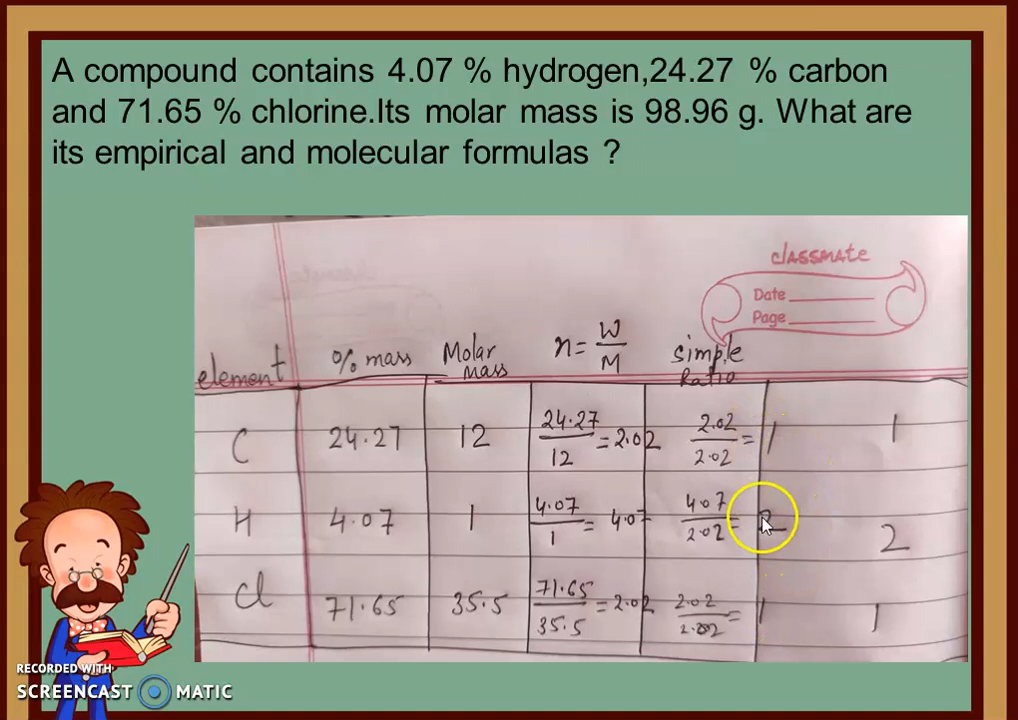 A compound contains 4.07 % hydrogen,24.27 % carbon
and 71.65 % chlorine.Its molar mass is 98.96 g. What are
its empirical and molecular formulas ?
classmate
Date
Page
element % mass Molar mass n= W/M Simple Ratio
C 24.27 12 24.27/12 = 2.02 2.02/2.02 = 1 1
H 4.07 1 4.07/1 = 4.07 4.07/2.02 = 2 2
Cl 71.65 35.5 71.65/35.5 = 2.02 2.02/2.02 = 1 1
RECORDED WITH
SCREENCAST MATIC